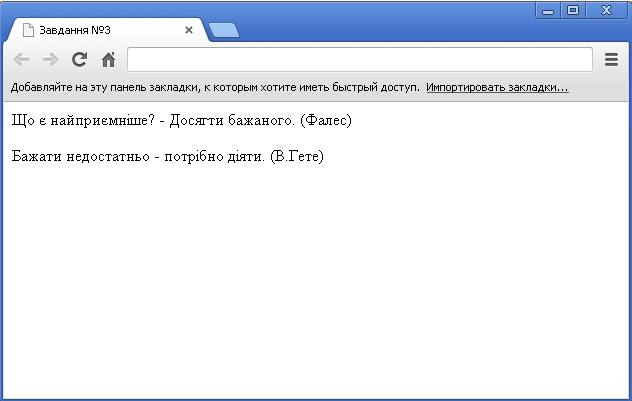 Завдання №3
Добавляйте на эту панель закладки, к которым хотите иметь быстрый доступ. Импортировать закладки...
Що є найприємніше? - Досягти бажаного. (Фалес)
Бажати недостатньо - потрібно діяти. (В.Гете)